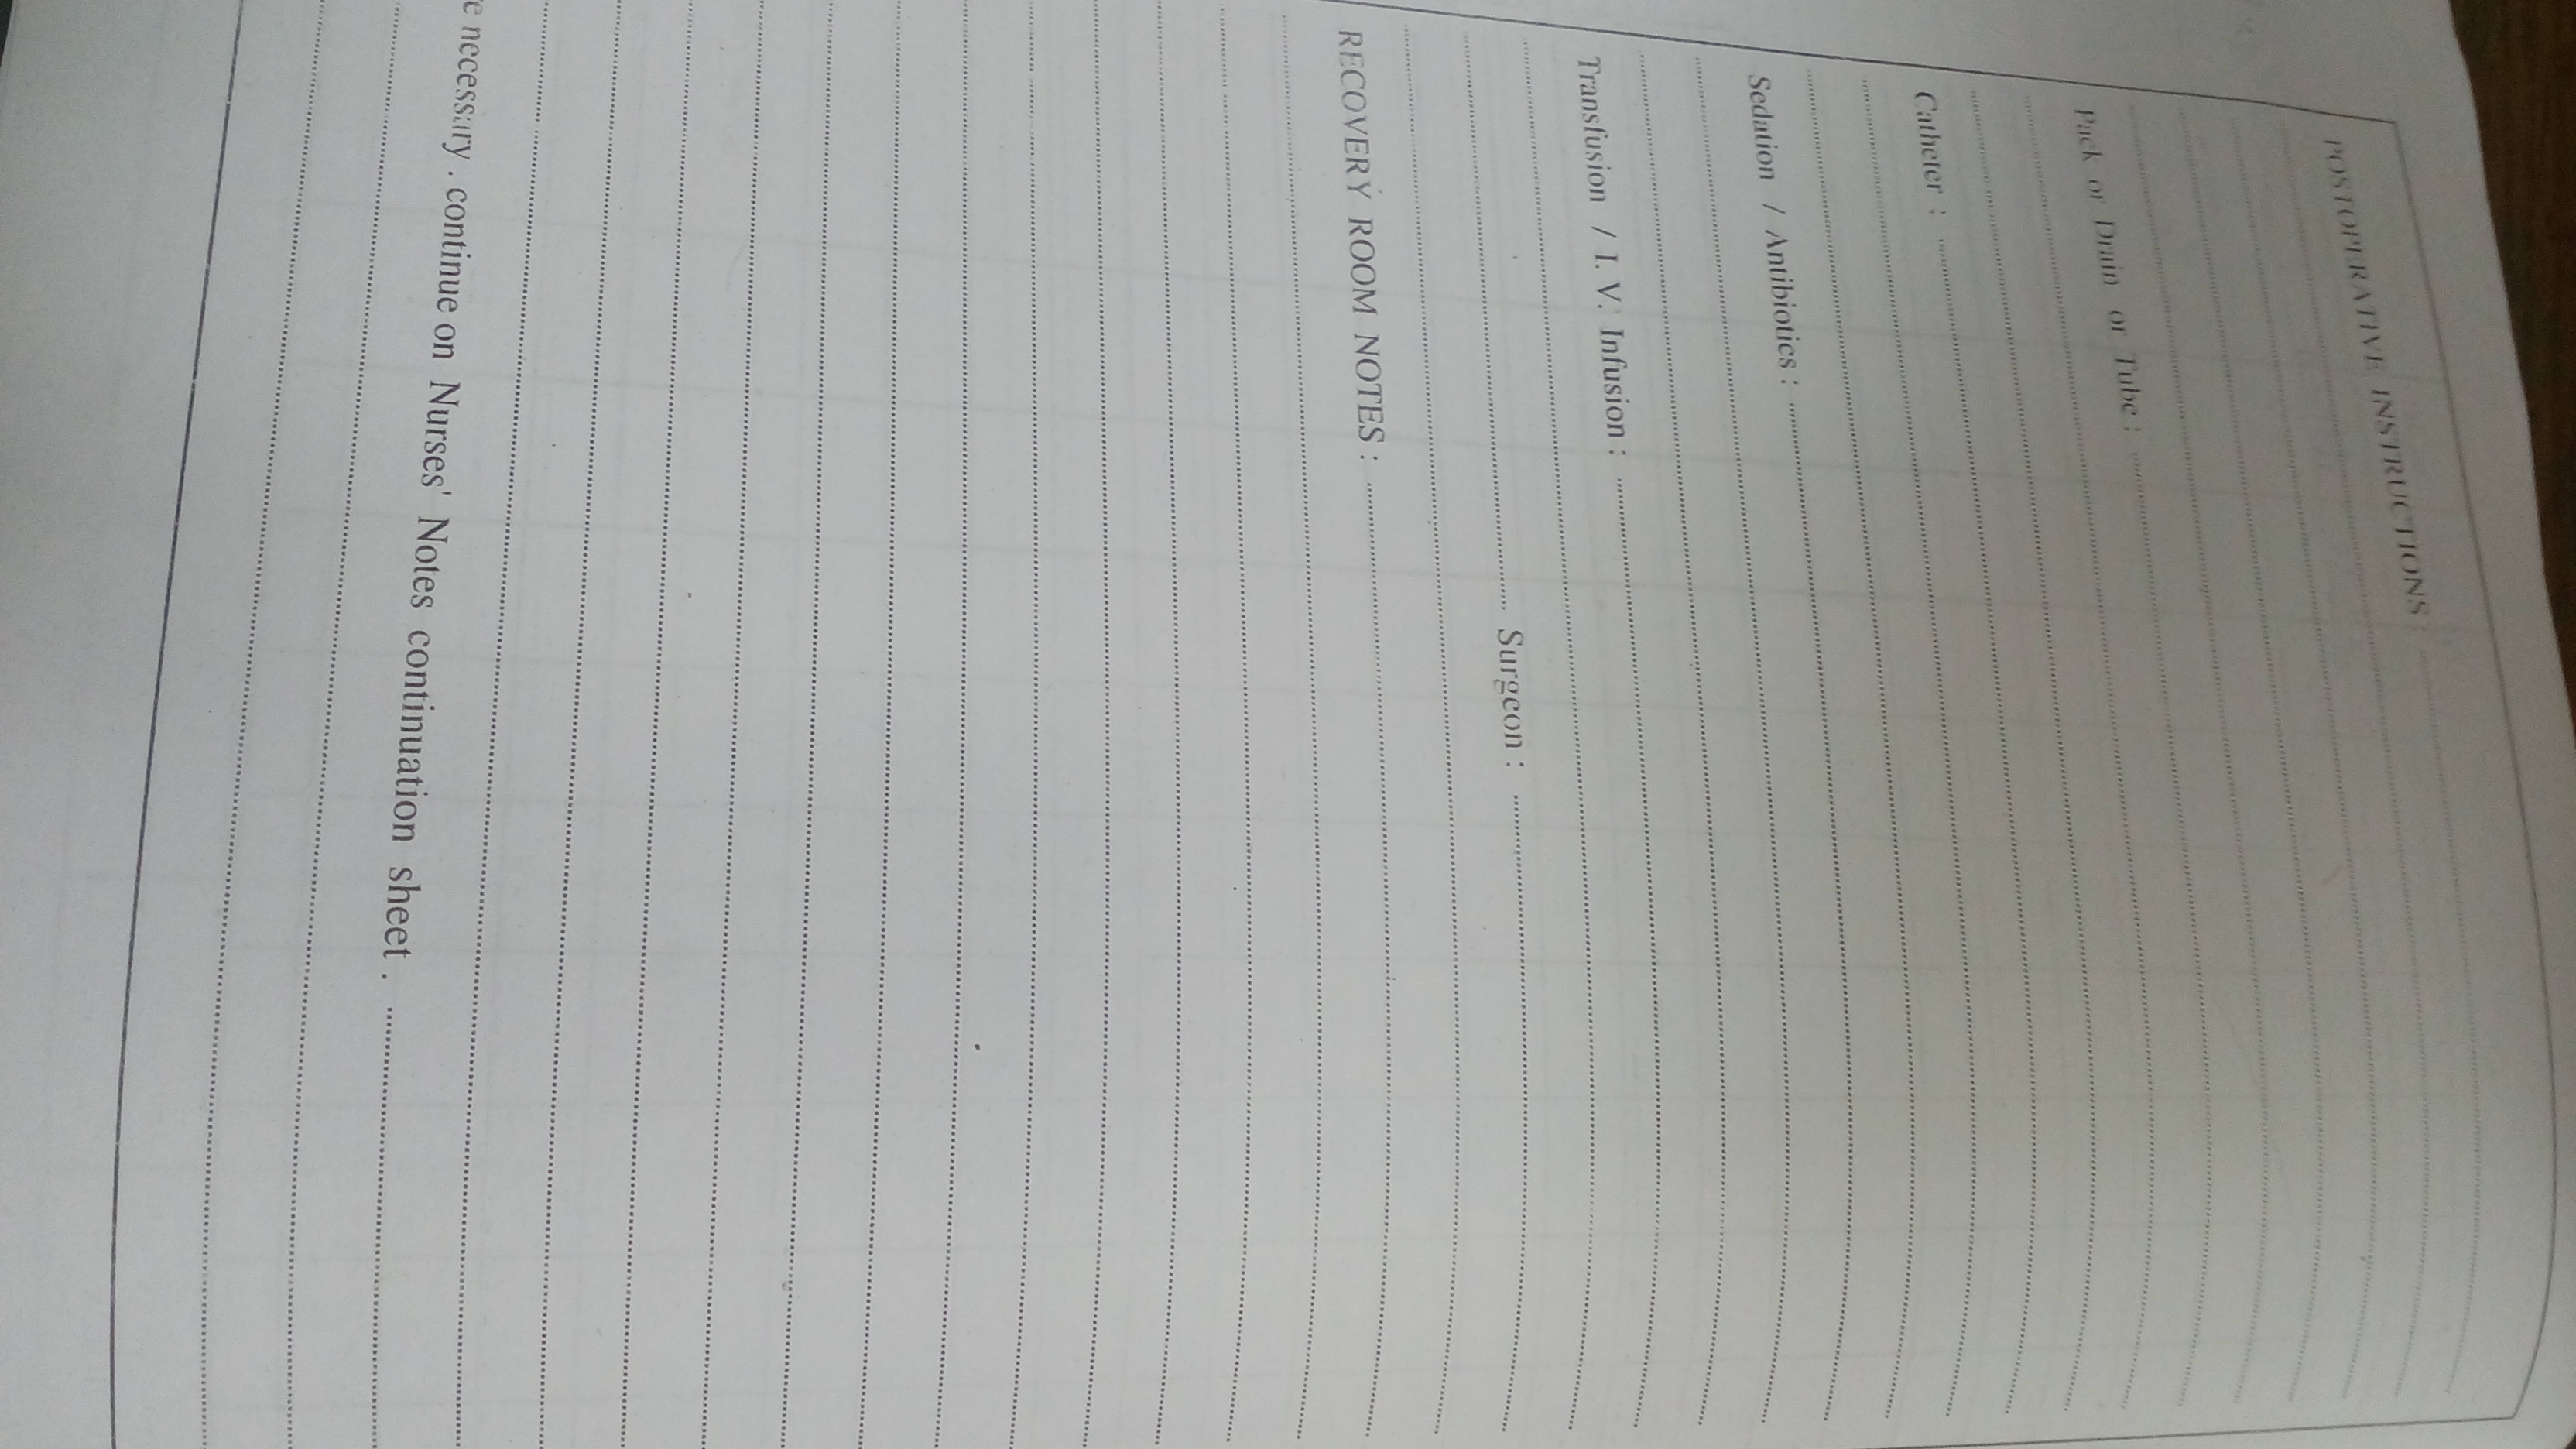 POSTOPERATIVE INSTRUCTIONS :
Pack or Drain or Tube :
Catheter :
Sedation / Antibiotics :
Transfusion / I. V. Infusion :
Surgeon :
RECOVERY ROOM NOTES :
necessary . continue on Nurses' Notes continuation sheet .